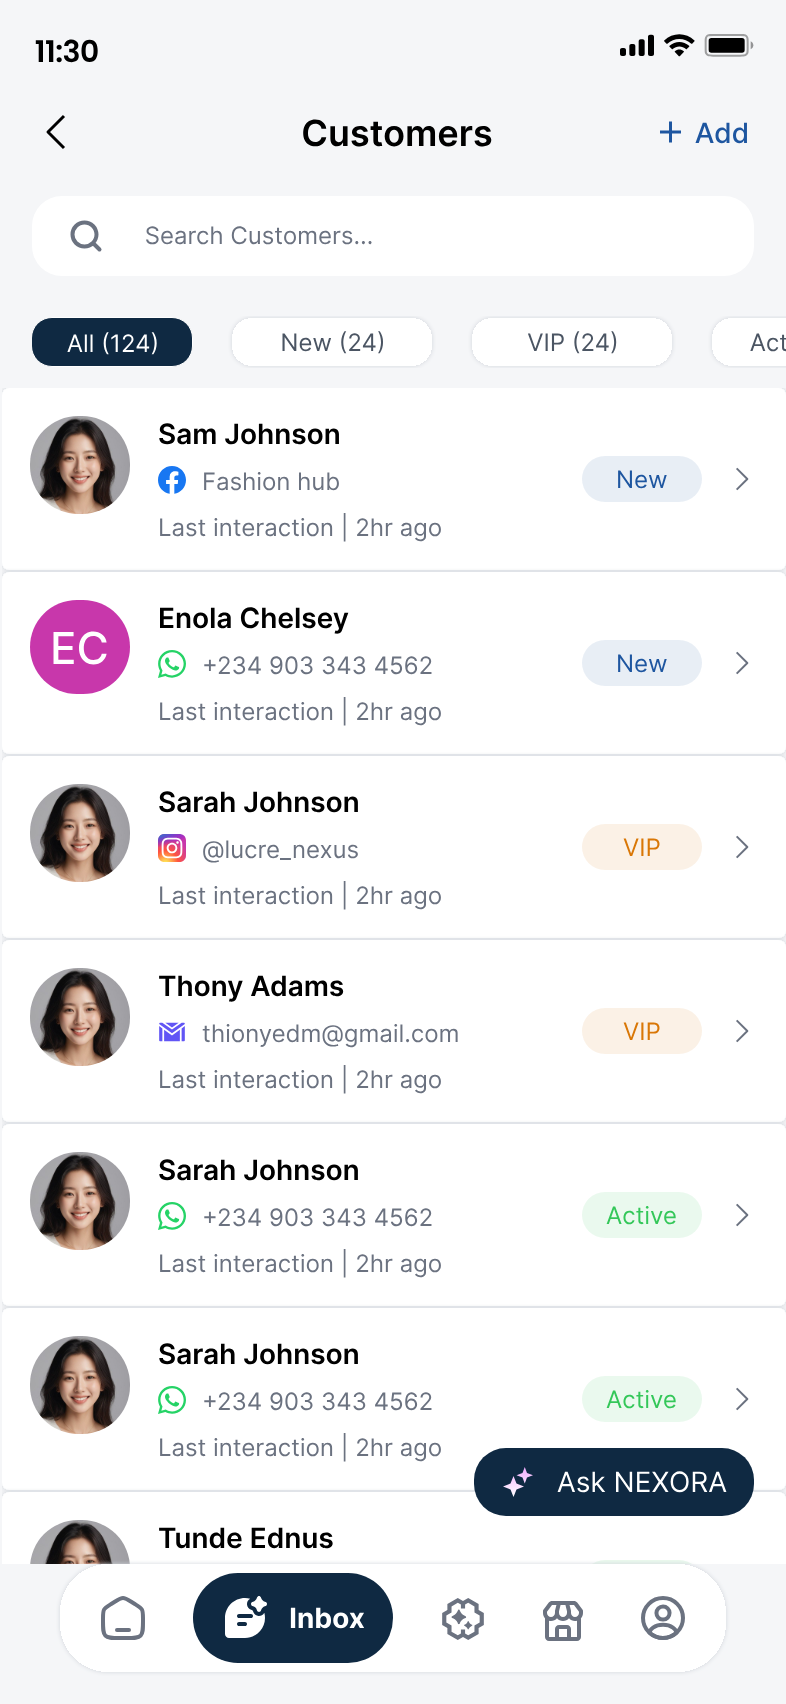 11:30
Customers
+ Add
Search Customers...
All (124)
New (24)
VIP (24)
Act
Sam Johnson
Fashion hub
New
Last interaction | 2hr ago
EC
Enola Chelsey
+234 903 343 4562
New
Last interaction | 2hr ago
Sarah Johnson
@lucre_nexus
VIP
Last interaction | 2hr ago
Thony Adams
thionyedm@gmail.com
VIP
Last interaction | 2hr ago
Sarah Johnson
+234 903 343 4562
Active
Last interaction | 2hr ago
Sarah Johnson
+234 903 343 4562
Active
Last interaction | 2hr ago
Ask NEXORA
Tunde Ednus
Inbox